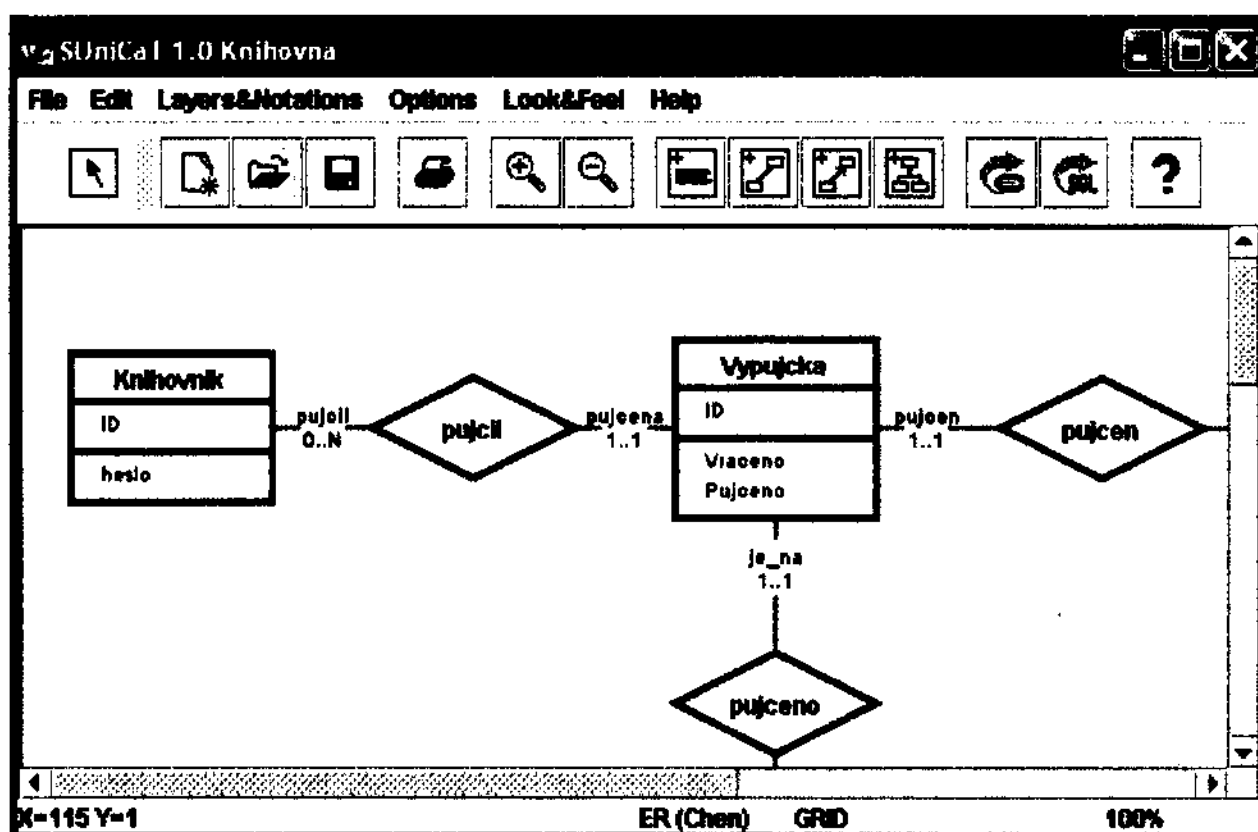 SUniCaT 1.0 Knihovna
File Edit Layers&Notations Options Look&Feel Help
SQL ?
Knihovnik
ID
heslo
pujcil
0..N
pujcil
pujcena
1..1
Vypujcka
ID
Vraceno
Pujceno
pujcen
1..1
pujcen
je_na
1..1
pujceno
X=115 Y=1 ER (Chen) GRID 100%